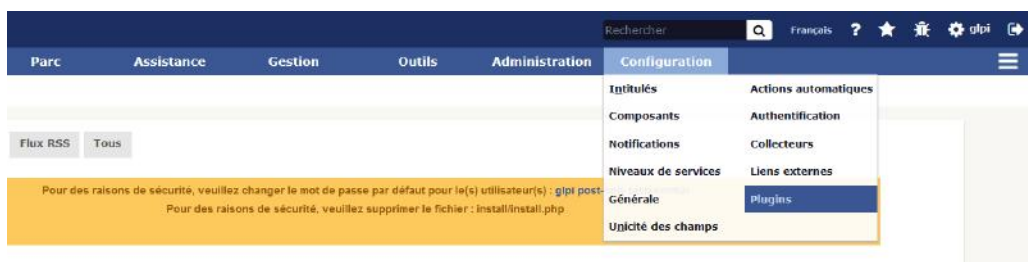 Rechercher Français ? glpi
Parc Assistance Gestion Outils Administration Configuration
Intitulés Actions automatiques
Composants Authentification
Flux RSS Tous
Notifications Collecteurs
Niveaux de services Liens externes
Pour des raisons de sécurité, veuillez changer le mot de passe par défaut pour le(s) utilisateur(s) : glpi post-
Générale Plugins
Pour des raisons de sécurité, veuillez supprimer le fichier : install/install.php
Unicité des champs